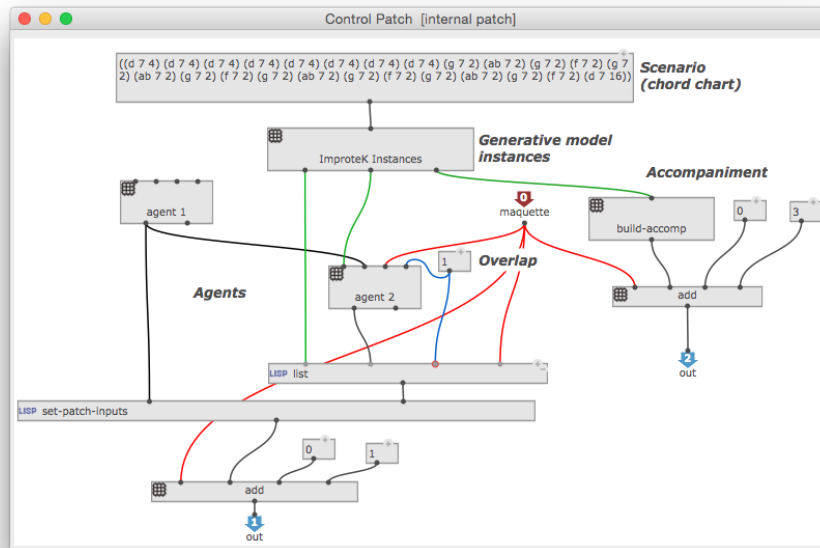 Control Patch [internal patch]
((d 7 4) (d 7 4) (d 7 4) (d 7 4) (d 7 4) (d 7 4) (g 7 2) (ab 7 2) (g 7 2) (f 7 2) (g 7
2) (ab 7 2) (g 7 2) (f 7 2) (g 7 2) (ab 7 2) (g 7 2) (f 7 2) (g 7 2) (ab 7 2) (g 7 2) (f 7 2) (d 7 16))
Scenario
(chord chart)
ImproteK Instances
Generative model
instances
Accompaniment
agent 1
0
maquette
build-accomp
0
3
Agents
agent 2
1
Overlap
add
2
out
LISP list
LISP set-patch-inputs
0
1
add
1
out